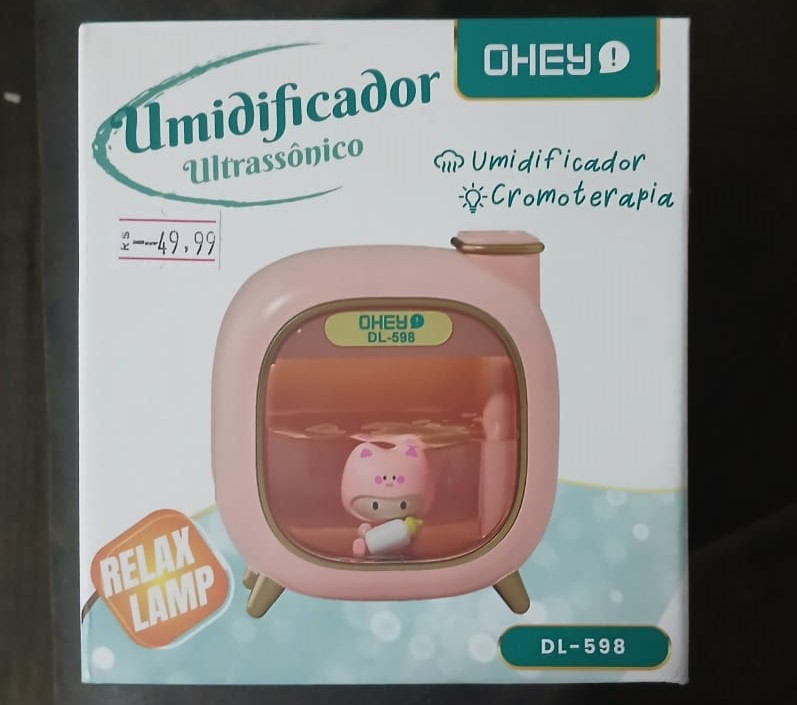 OHEY!
Umidificador
Ultrassônico
Umidificador
Cromoterapia
R$ --49,99
OHEY!
DL-598
RELAX
LAMP
DL-598